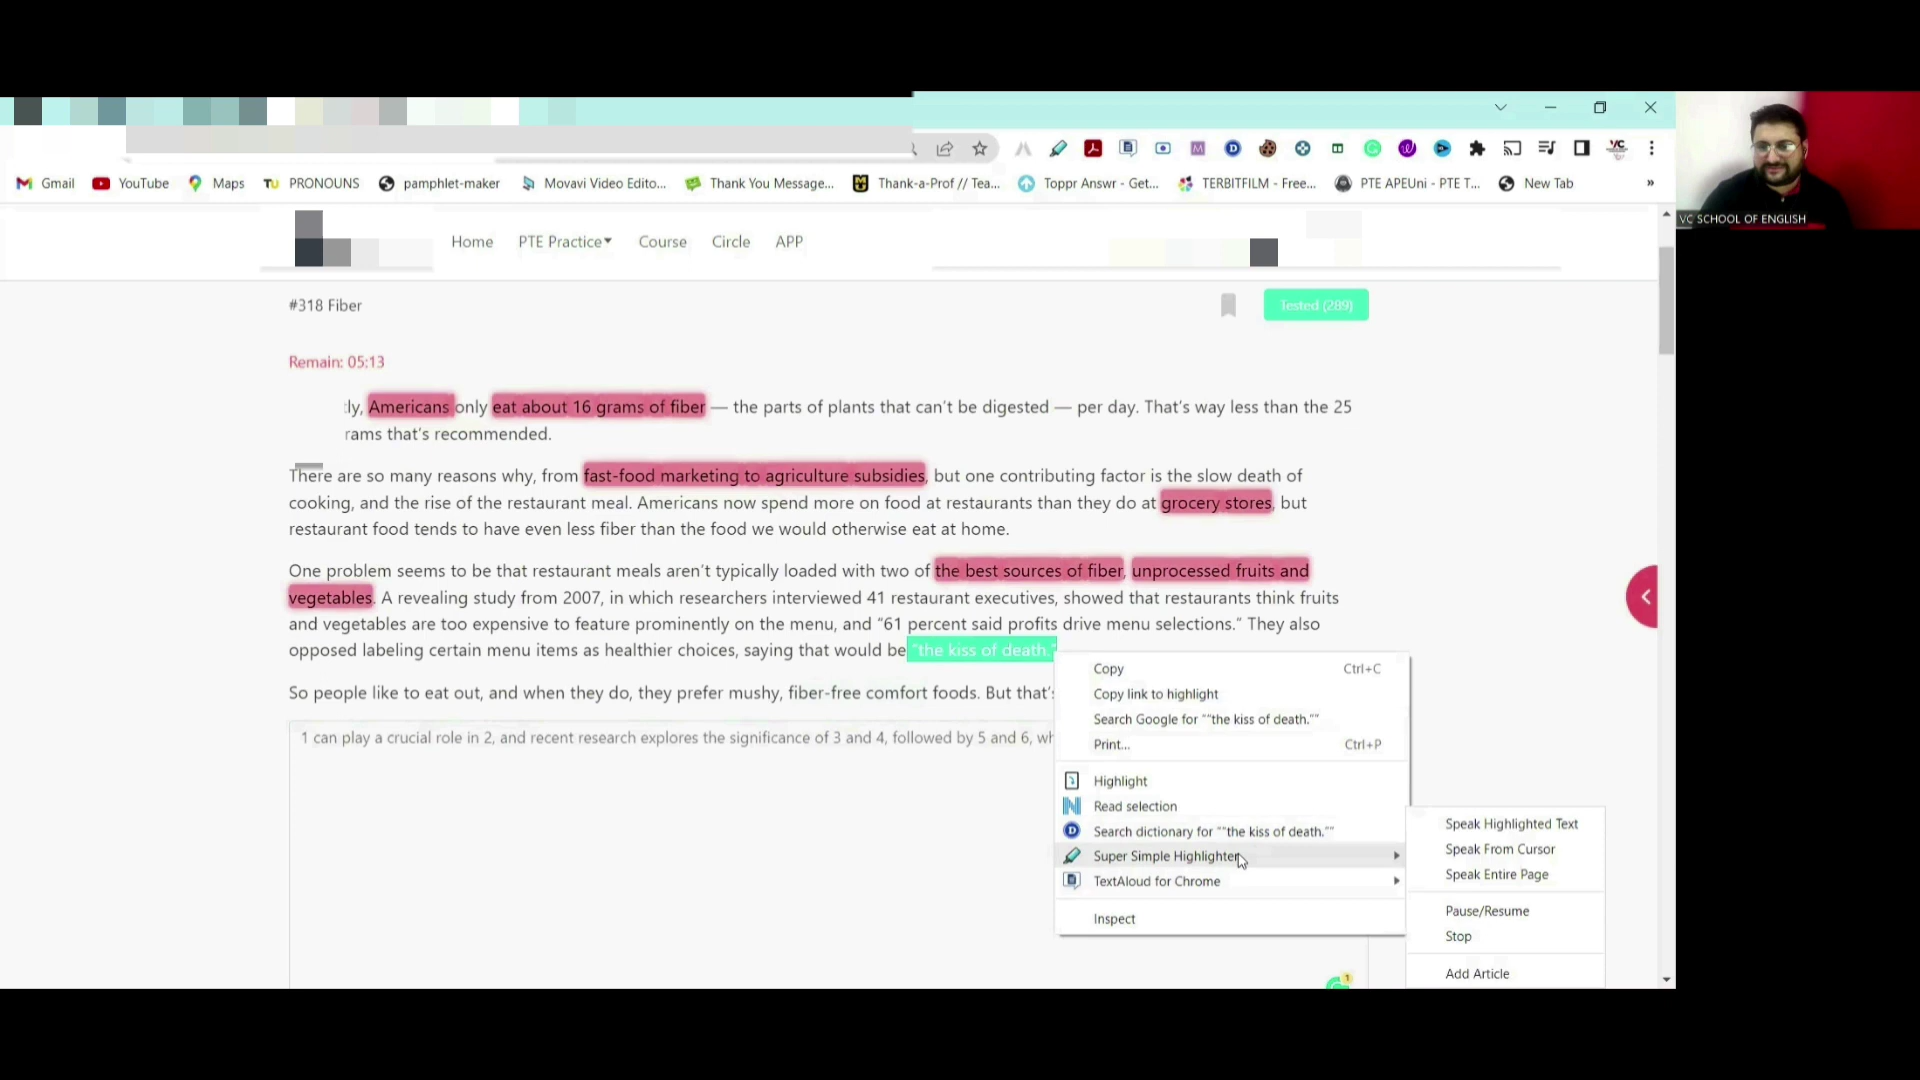 Gmail YouTube Maps PRONOUNS pamphlet-maker Movavi Video Edito... Thank You Message... Thank-a-Prof // Tea... Toppr Answr - Get... TERBITFILM - Free... PTE APEUni - PTE T... New Tab »
VC SCHOOL OF ENGLISH
Home PTE Practice Course Circle APP
#318 Fiber
Tested (289)
Remain: 05:13
ly, Americans only eat about 16 grams of fiber — the parts of plants that can't be digested — per day. That's way less than the 25
rams that's recommended.
There are so many reasons why, from fast-food marketing to agriculture subsidies, but one contributing factor is the slow death of
cooking, and the rise of the restaurant meal. Americans now spend more on food at restaurants than they do at grocery stores, but
restaurant food tends to have even less fiber than the food we would otherwise eat at home.
One problem seems to be that restaurant meals aren't typically loaded with two of the best sources of fiber, unprocessed fruits and
vegetables. A revealing study from 2007, in which researchers interviewed 41 restaurant executives, showed that restaurants think fruits
and vegetables are too expensive to feature prominently on the menu, and “61 percent said profits drive menu selections.” They also
opposed labeling certain menu items as healthier choices, saying that would be “the kiss of death.”
So people like to eat out, and when they do, they prefer mushy, fiber-free comfort foods. But that's
1 can play a crucial role in 2, and recent research explores the significance of 3 and 4, followed by 5 and 6, wh
Copy Ctrl+C
Copy link to highlight
Search Google for "“the kiss of death.”"
Print... Ctrl+P
Highlight
Read selection
Search dictionary for "“the kiss of death.”"
Super Simple Highlighter
TextAloud for Chrome
Inspect
Speak Highlighted Text
Speak From Cursor
Speak Entire Page
Pause/Resume
Stop
Add Article
1